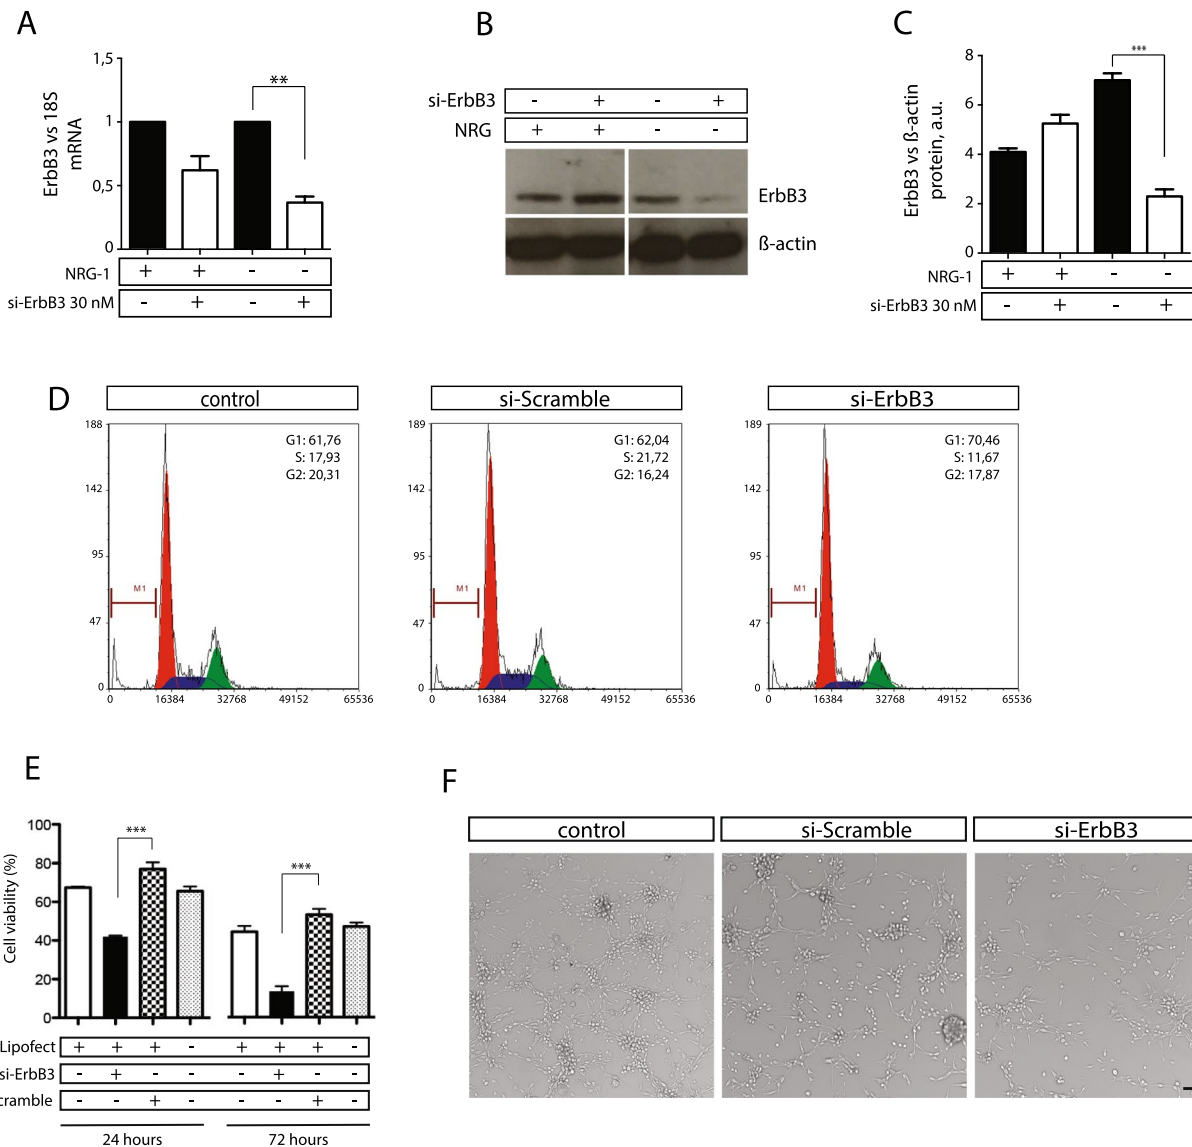 A
1,5
1
0,5
0
ErbB3 vs 18S
mRNA
**
NRG-1 + + - -
si-ErbB3 30 nM - + - +
B
si-ErbB3 - + - +
NRG + + - -
ErbB3
ß-actin
C
8
6
4
2
0
ErbB3 vs ß-actin
protein, a.u.
***
NRG-1 + + - -
si-ErbB3 30 nM - + - +
D
control
188
142
95
47
0
G1: 61,76
S: 17,93
G2: 20,31
M1
0 16384 32768 49152 65536
si-Scramble
189
142
95
47
0
G1: 62,04
S: 21,72
G2: 16,24
M1
0 16384 32768 49152 65536
si-ErbB3
189
142
95
47
0
G1: 70,46
S: 11,67
G2: 17,87
M1
0 16384 32768 49152 65536
E
100
80
60
40
20
0
Cell viability (%)
***
***
Lipofect + + + - + + + -
si-ErbB3 - + - - - + - -
cramble - - + - - - + -
24 hours 72 hours
F
control
si-Scramble
si-ErbB3